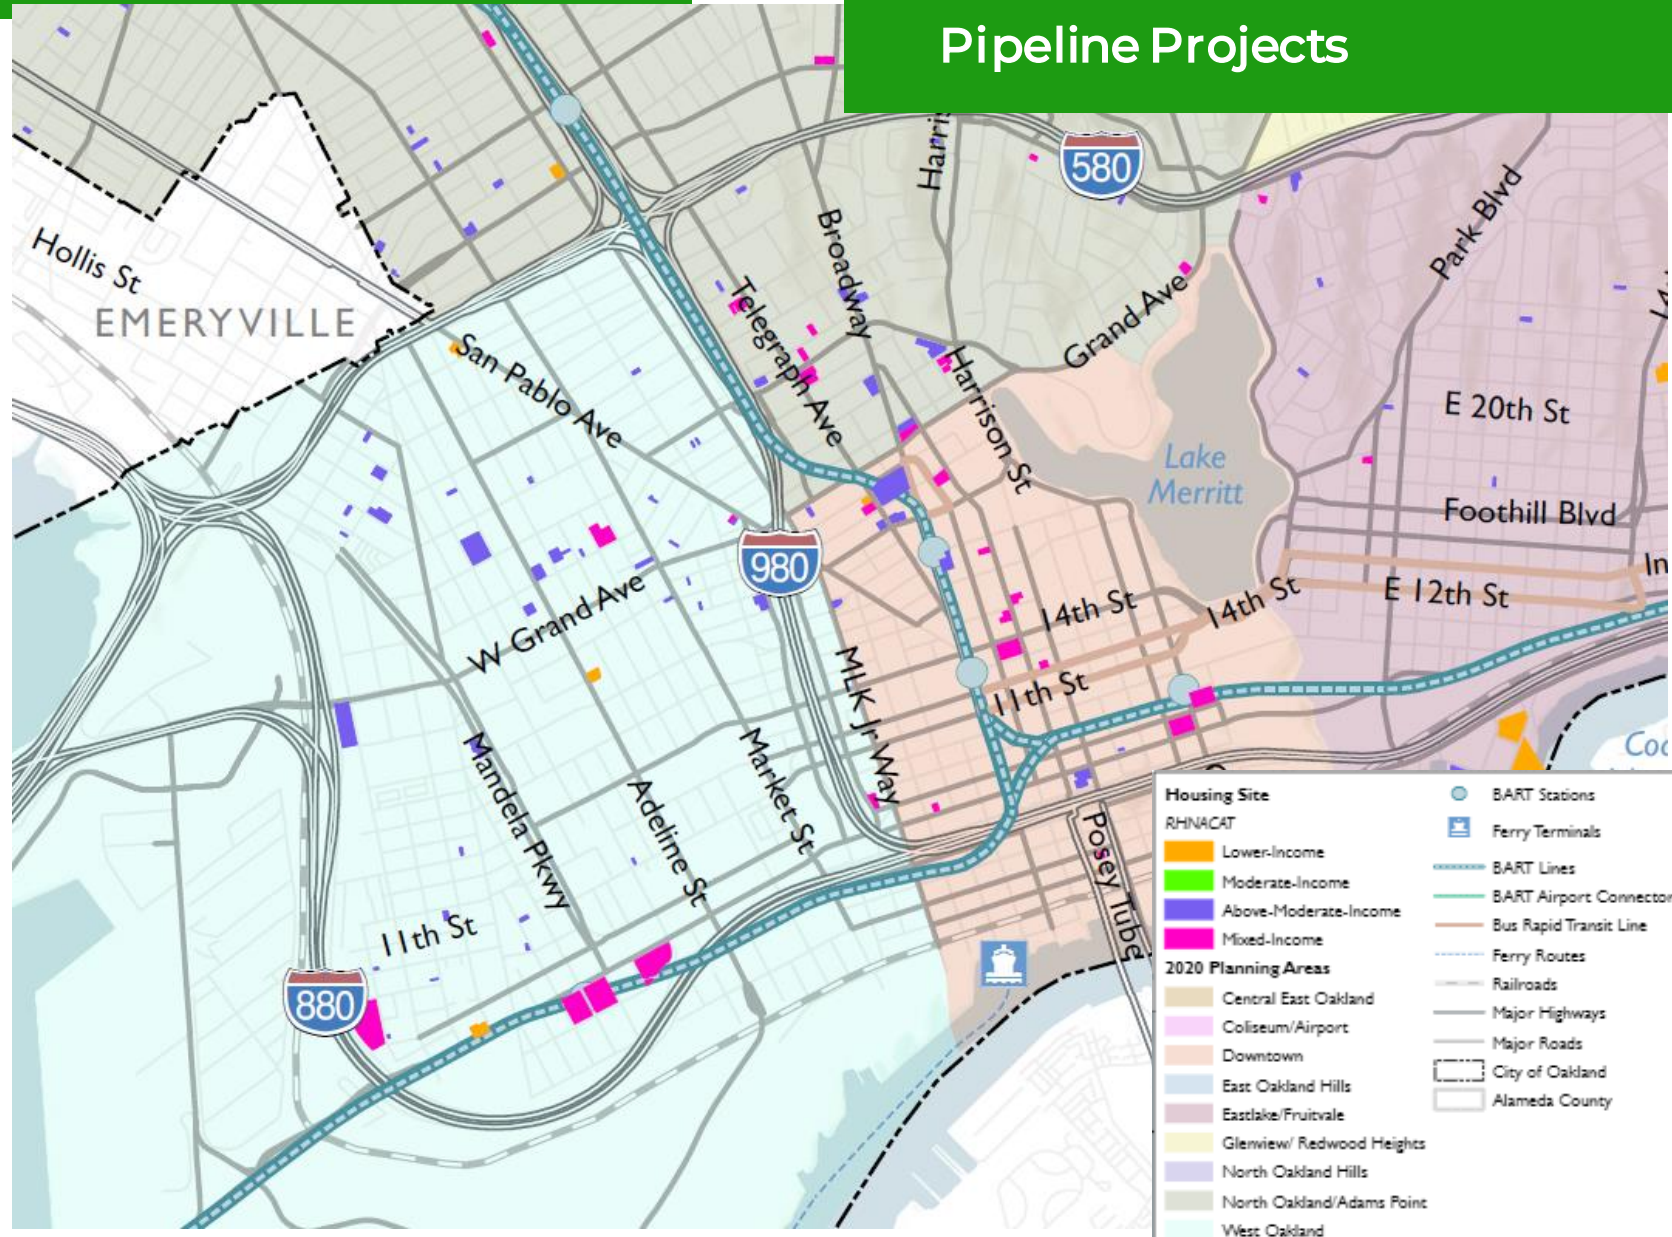 Pipeline Projects
580
Harris
Park Blvd
Hollis St
EMERYVILLE
Broadway
Telegraph Ave
Grand Ave
San Pablo Ave
Harrison St
E 20th St
Lake
Merritt
Foothill Blvd
980
In
E 12th St
14th St
14th St
W Grand Ave
11th St
MLK Jr Way
Market St
Mandela Pkwy
Adeline St
Posey Tube
11th St
880
Coc
Housing Site
RHNACAT
Lower-Income
Moderate-Income
Above-Moderate-Income
Mixed-Income
2020 Planning Areas
Central East Oakland
Coliseum/Airport
Downtown
East Oakland Hills
Eastlake/Fruitvale
Glenview/ Redwood Heights
North Oakland Hills
North Oakland/Adams Point
West Oakland
BART Stations
Ferry Terminals
BART Lines
BART Airport Connector
Bus Rapid Transit Line
Ferry Routes
Railroads
Major Highways
Major Roads
City of Oakland
Alameda County